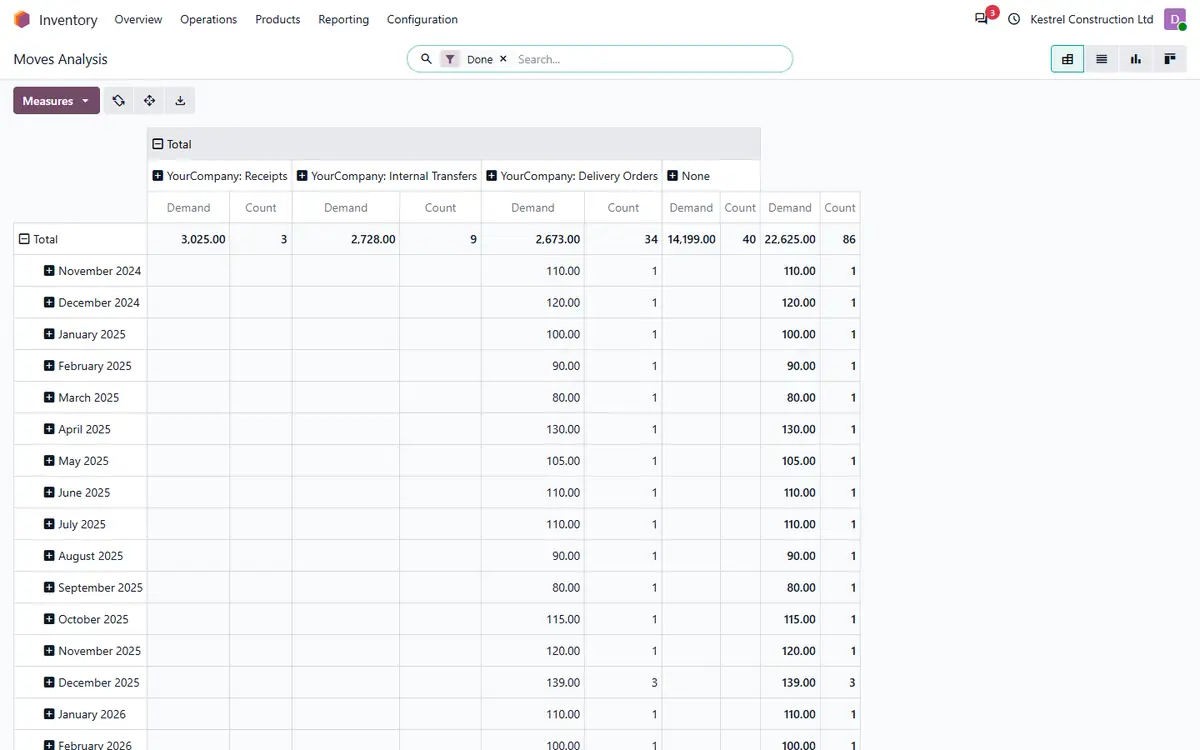 Inventory Overview Operations Products Reporting Configuration 3 Kestrel Construction Ltd D
Moves Analysis Done × Search...
Measures
Total
YourCompany: Receipts YourCompany: Internal Transfers YourCompany: Delivery Orders None
Demand Count Demand Count Demand Count Demand Count Demand Count
Total 3,025.00 3 2,728.00 9 2,673.00 34 14,199.00 40 22,625.00 86
November 2024 110.00 1 110.00 1
December 2024 120.00 1 120.00 1
January 2025 100.00 1 100.00 1
February 2025 90.00 1 90.00 1
March 2025 80.00 1 80.00 1
April 2025 130.00 1 130.00 1
May 2025 105.00 1 105.00 1
June 2025 110.00 1 110.00 1
July 2025 110.00 1 110.00 1
August 2025 90.00 1 90.00 1
September 2025 80.00 1 80.00 1
October 2025 115.00 1 115.00 1
November 2025 120.00 1 120.00 1
December 2025 139.00 3 139.00 3
January 2026 110.00 1 110.00 1
February 2026 100.00 1 100.00 1